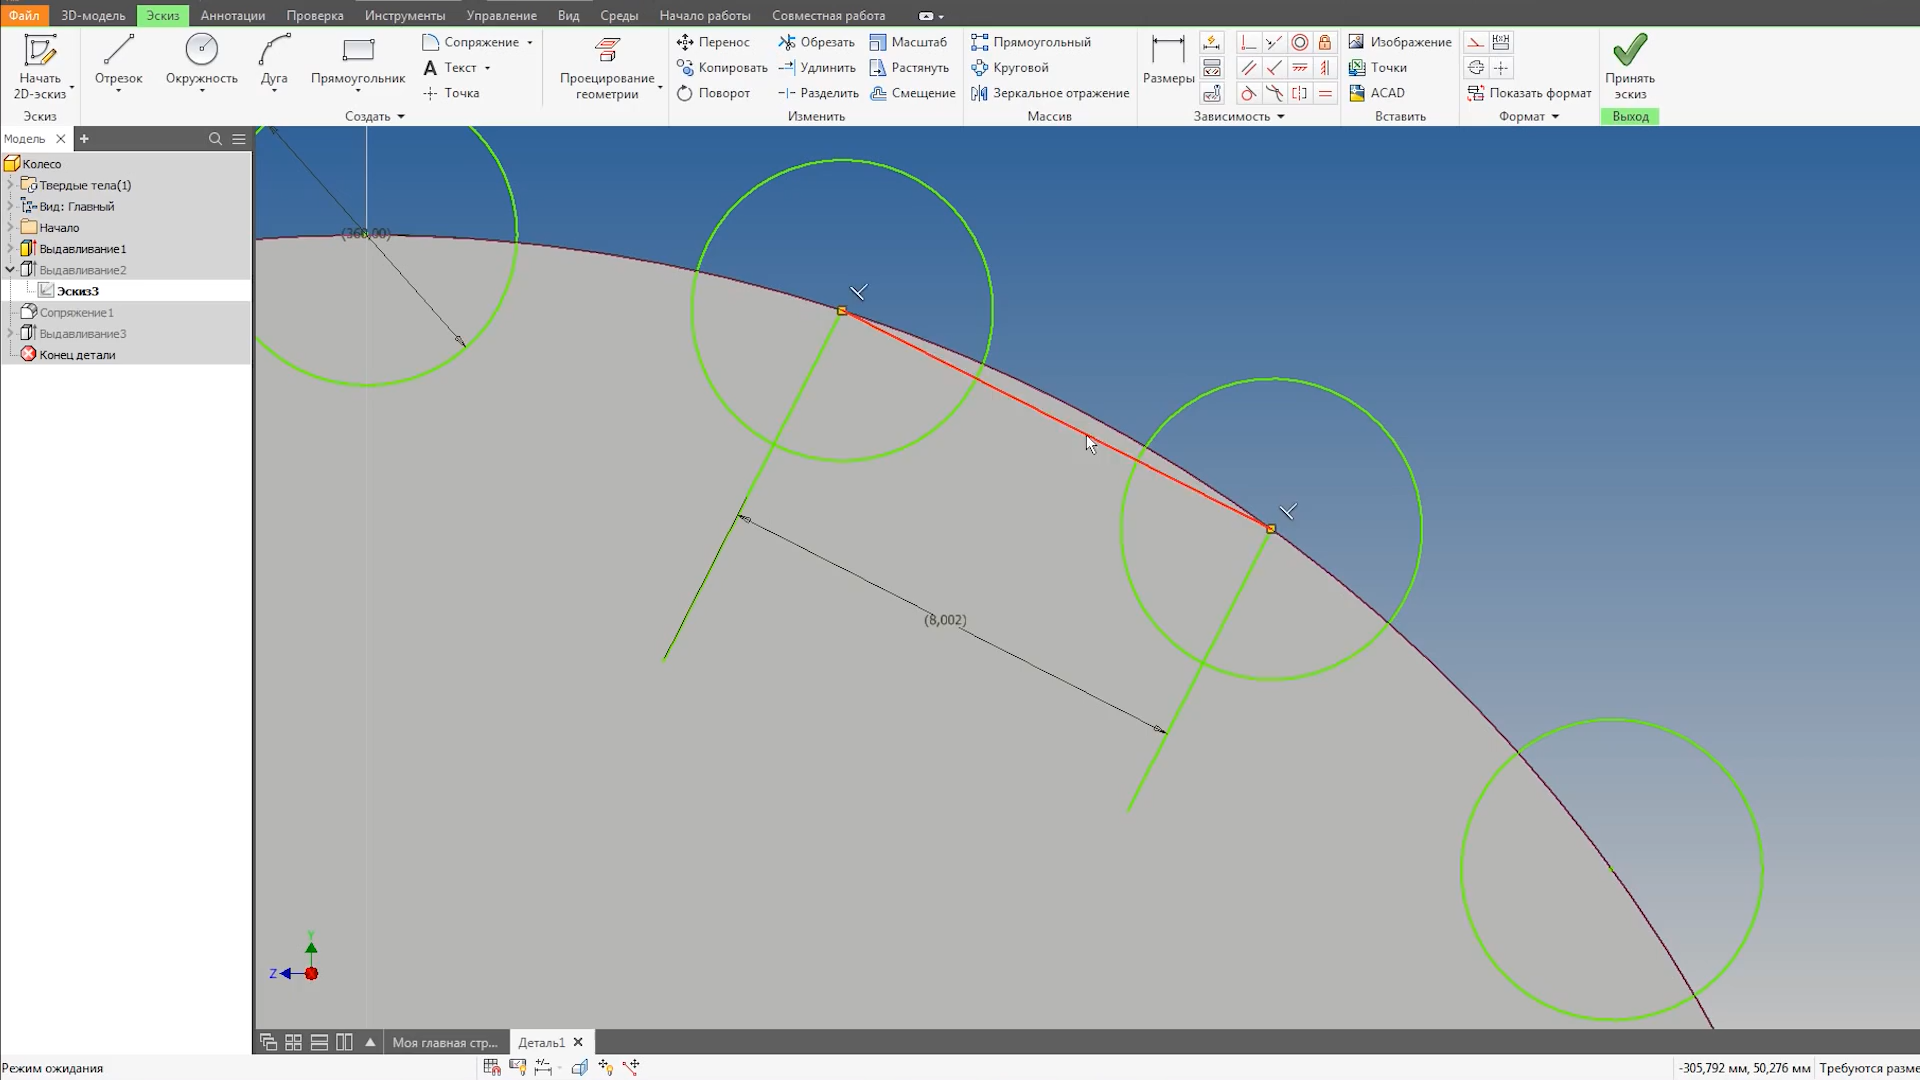 Файл 3D-модель Эскиз Аннотации Проверка Инструменты Управление Вид Среды Начало работы Совместная работа
Начать 2D-эскиз
Отрезок
Окружность
Дуга
Прямоугольник
Сопряжение
Текст
Точка
Проецирование геометрии
Перенос
Копировать
Поворот
Обрезать
Удлинить
Разделить
Масштаб
Растянуть
Смещение
Прямоугольный
Круговой
Зеркальное отражение
Размеры
Изображение
Точки
ACAD
Показать формат
Принять эскиз
Эскиз Создать Изменить Массив Зависимость Вставить Формат Выход
Модель
Колесо
Твердые тела(1)
Вид: Главный
Начало
Выдавливание1
Выдавливание2
Эскиз3
Сопряжение1
Выдавливание3
Конец детали
(360,00)
(8,002)
Y
Z
Моя главная стр... Деталь1
Режим ожидания
-305,792 мм, 50,276 мм Требуются разме